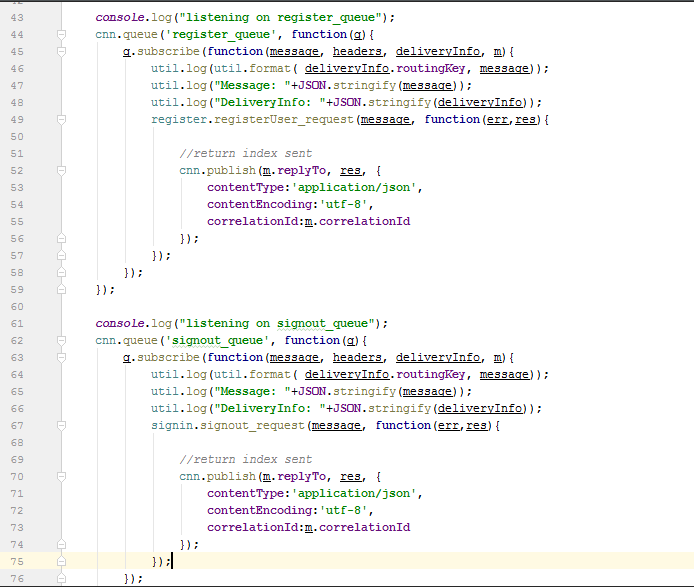 43 console.log("listening on register_queue");
44 cnn.queue('register_queue', function(q){
45 q.subscribe(function(message, headers, deliveryInfo, m){
46 util.log(util.format( deliveryInfo.routingKey, message));
47 util.log("Message: "+JSON.stringify(message));
48 util.log("DeliveryInfo: "+JSON.stringify(deliveryInfo));
49 register.registerUser_request(message, function(err,res){
50
51 //return index sent
52 cnn.publish(m.replyTo, res, {
53 contentType:'application/json',
54 contentEncoding:'utf-8',
55 correlationId:m.correlationId
56 });
57 });
58 });
59 });
60
61 console.log("listening on signout_queue");
62 cnn.queue('signout_queue', function(q){
63 q.subscribe(function(message, headers, deliveryInfo, m){
64 util.log(util.format( deliveryInfo.routingKey, message));
65 util.log("Message: "+JSON.stringify(message));
66 util.log("DeliveryInfo: "+JSON.stringify(deliveryInfo));
67 signin.signout_request(message, function(err,res){
68
69 //return index sent
70 cnn.publish(m.replyTo, res, {
71 contentType:'application/json',
72 contentEncoding:'utf-8',
73 correlationId:m.correlationId
74 });
75 });
76 });